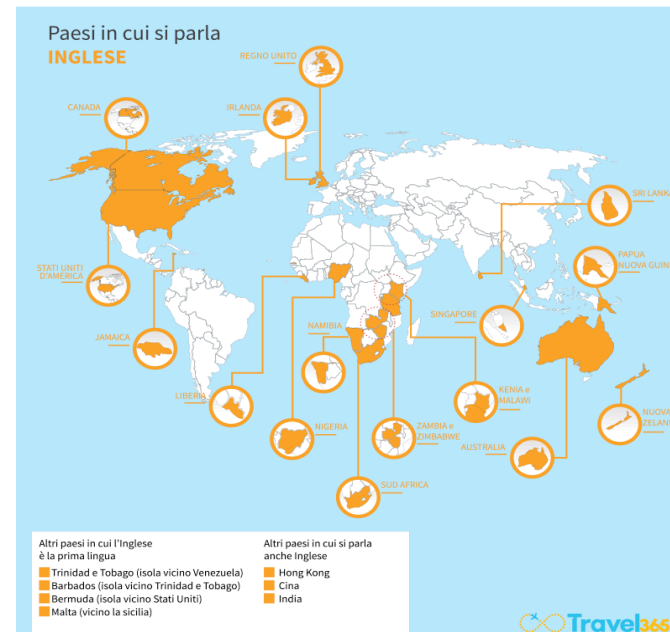 Paesi in cui si parla
INGLESE
REGNO UNITO
CANADA
IRLANDA
SRI LANKA
PAPUA
NUOVA GUIN
STATI UNITI
D'AMERICA
SINGAPORE
JAMAICA
NAMIBIA
LIBERIA
KENIA e
MALAWI
NIGERIA
ZAMBIA e
ZIMBABWE
NUOVA
ZELAN
AUSTRALIA
SUD AFRICA
Altri paesi in cui l'Inglese
è la prima lingua
Trinidad e Tobago (isola vicino Venezuela)
Barbados (isola vicino Trinidad e Tobago)
Bermuda (isola vicino Stati Uniti)
Malta (vicino la sicilia)
Altri paesi in cui si parla
anche Inglese
Hong Kong
Cina
India
Travel365